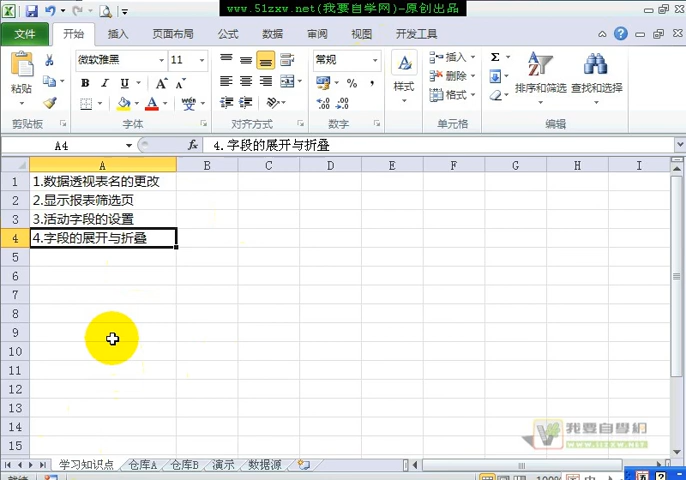 www.51zxw.net(我要自学网)-原创出品
文件 开始 插入 页面布局 公式 数据 审阅 视图 开发工具
微软雅黑 11 常规
粘贴
B I U
A
wén
文
%
样式
插入
删除
格式
Σ
排序和筛选 查找和选择
剪贴板 字体 对齐方式 数字 单元格 编辑
A4 fx 4.字段的展开与折叠
A B C D E F G H I
1 1.数据透视表名的更改
2 2.显示报表筛选页
3 3.活动字段的设置
4 4.字段的展开与折叠
5
6
7
8
9
10
11
12
13
14
15
我要自學網
学习知识点 仓库A 仓库B 演示 数据源
就绪 100% 中